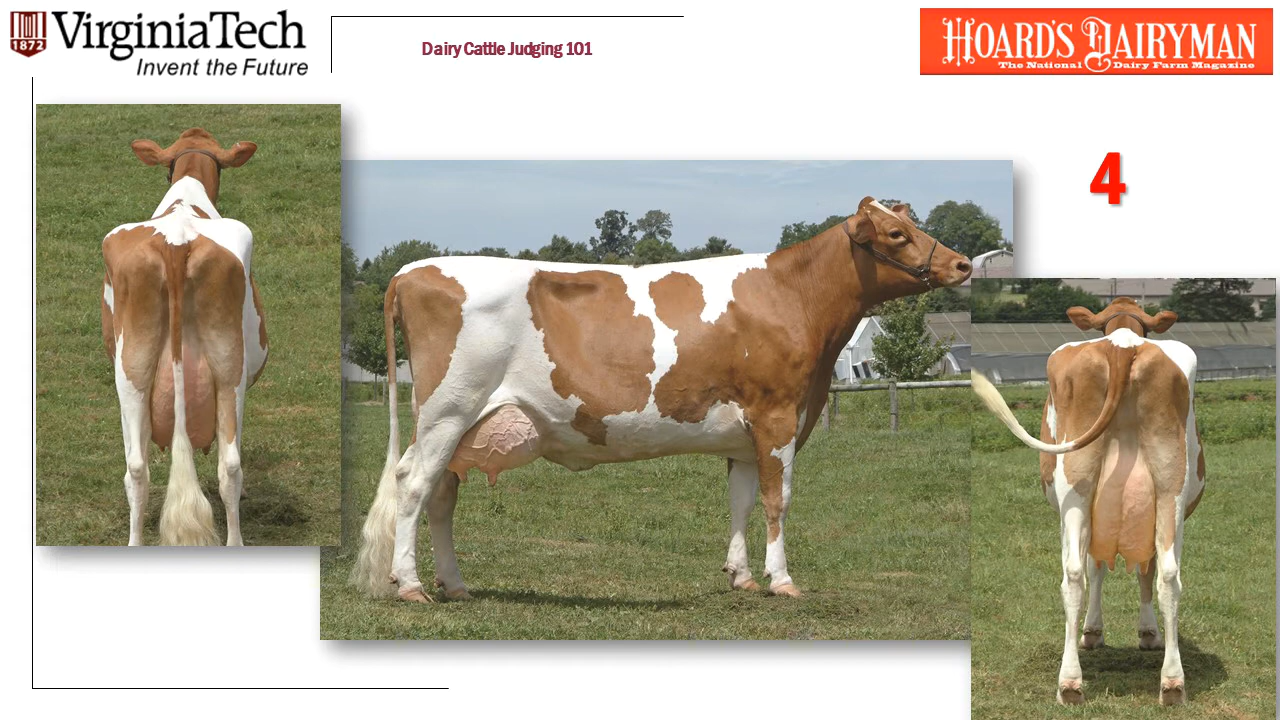 1872
VirginiaTech
Invent the Future
Dairy Cattle Judging 101
HOARD'S DAIRYMAN
The National Dairy Farm Magazine
4